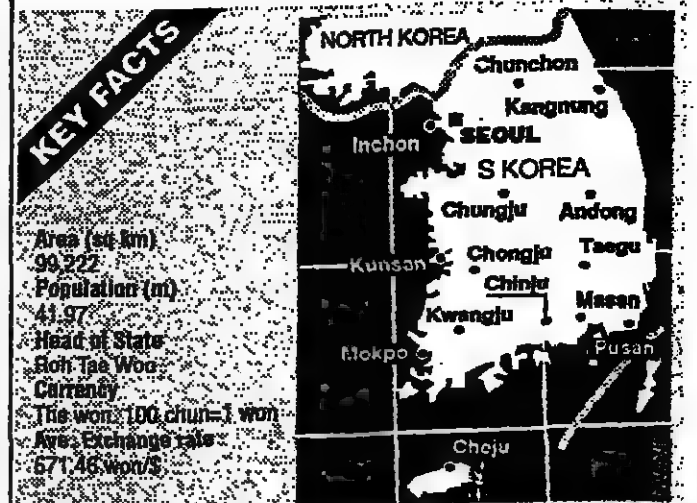 KEY FACTS
Area (sq km)
99,222
Population (m)
41.97
Head of State
Roh Tae Woo
Currency
The won: 100 chun=1 won
Ave. Exchange rate
671.46 won/$
NORTH KOREA
Chunchon
Kangnung
Inchon
SEOUL
S KOREA
Chungju
Andong
Kunsan
Chongju
Taegu
Chinju
Masan
Kwangju
Mokpo
Pusan
Cheju